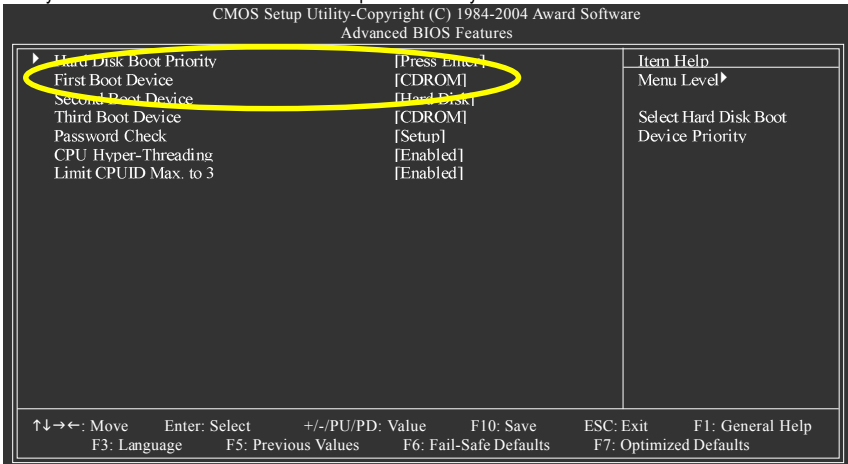 CMOS Setup Utility-Copyright (C) 1984-2004 Award Software
Advanced BIOS Features
Hard Disk Boot Priority [Press Enter]
First Boot Device [CDROM]
Second Boot Device [Hard Disk]
Third Boot Device [CDROM]
Password Check [Setup]
CPU Hyper-Threading [Enabled]
Limit CPUID Max. to 3 [Enabled]
Item Help
Menu Level▶
Select Hard Disk Boot
Device Priority
↑↓→←: Move Enter: Select +/-/PU/PD: Value F10: Save ESC: Exit F1: General Help
F3: Language F5: Previous Values F6: Fail-Safe Defaults F7: Optimized Defaults